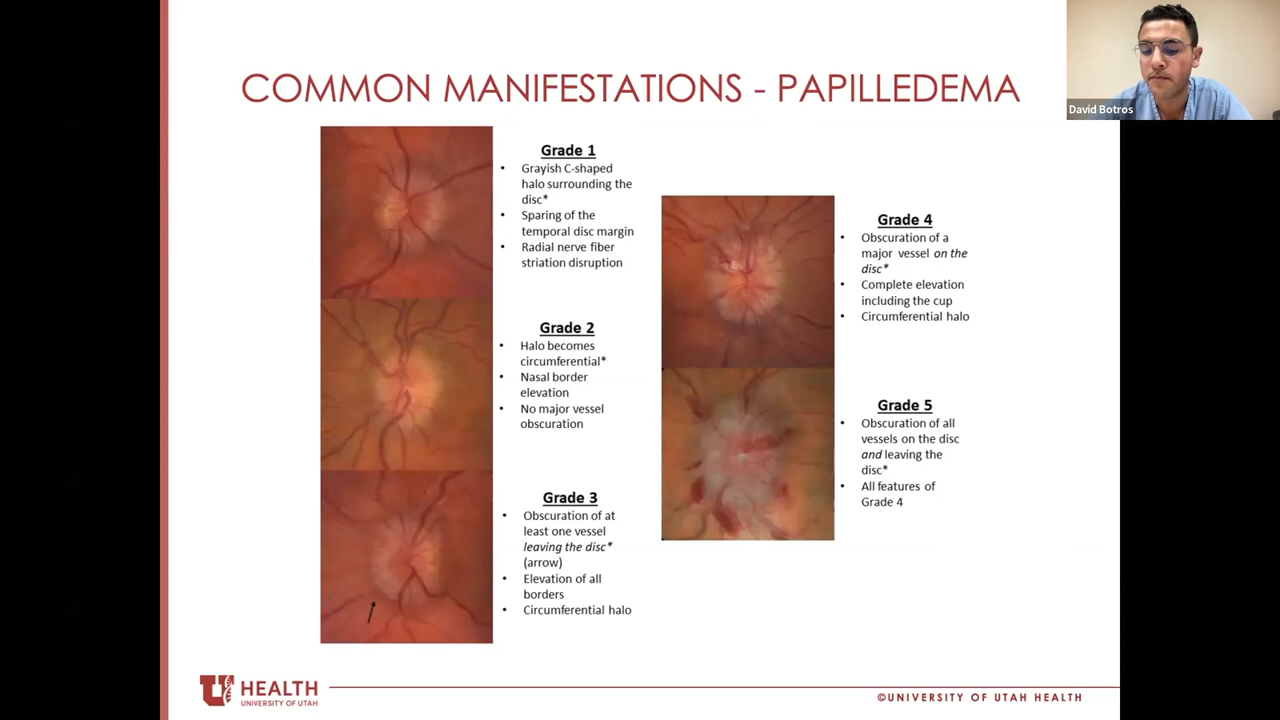 COMMON MANIFESTATIONS - PAPILLEDEMA
David Botros
Grade 1
• Grayish C-shaped
halo surrounding the
disc*
• Sparing of the
temporal disc margin
• Radial nerve fiber
striation disruption
Grade 2
• Halo becomes
circumferential*
• Nasal border
elevation
• No major vessel
obscuration
Grade 3
• Obscuration of at
least one vessel
leaving the disc*
(arrow)
• Elevation of all
borders
• Circumferential halo
Grade 4
• Obscuration of a
major vessel on the
disc*
• Complete elevation
including the cup
• Circumferential halo
Grade 5
• Obscuration of all
vessels on the disc
and leaving the
disc*
• All features of
Grade 4
U HEALTH
UNIVERSITY OF UTAH
©UNIVERSITY OF UTAH HEALTH